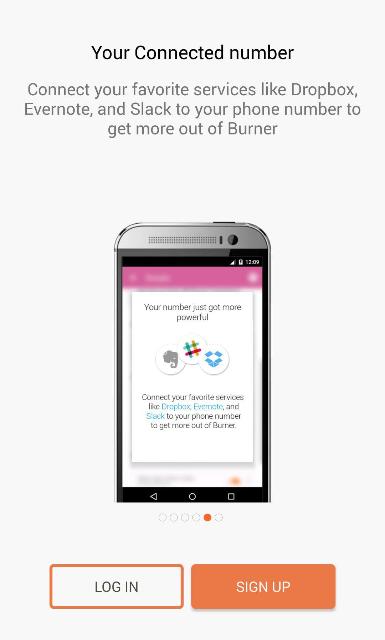 Your Connected number
Connect your favorite services like Dropbox,
Evernote, and Slack to your phone number to
get more out of Burner
12:09
Your number just got more
powerful
Connect your favorite services
like Dropbox, Evernote, and
Slack to your phone number
to get more out of Burner.
LOG IN
SIGN UP